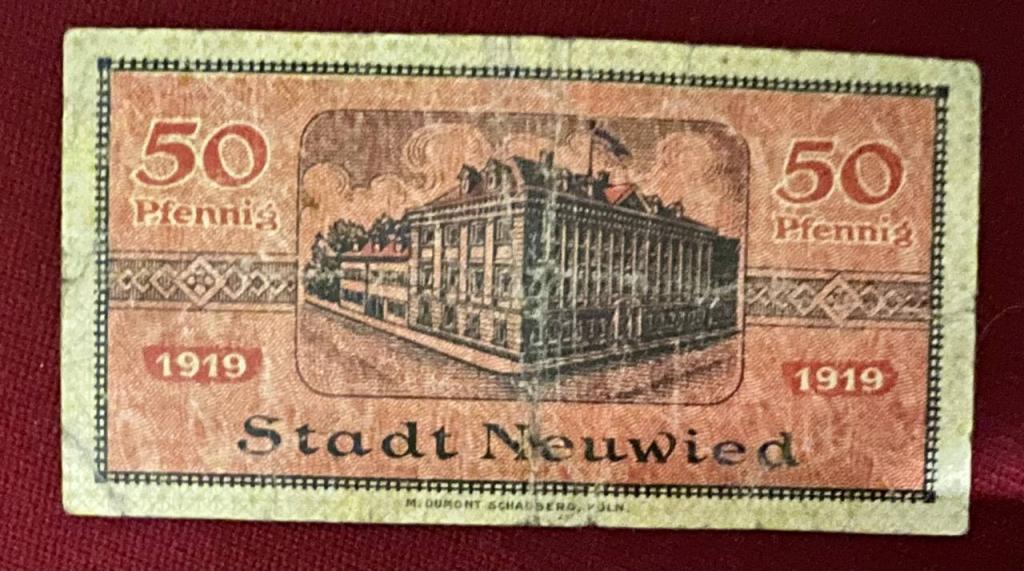 50
Pfennig
50
Pfennig
1919
1919
Stadt Neuwied
M. DUMONT SCHAUBERG, KÖLN.